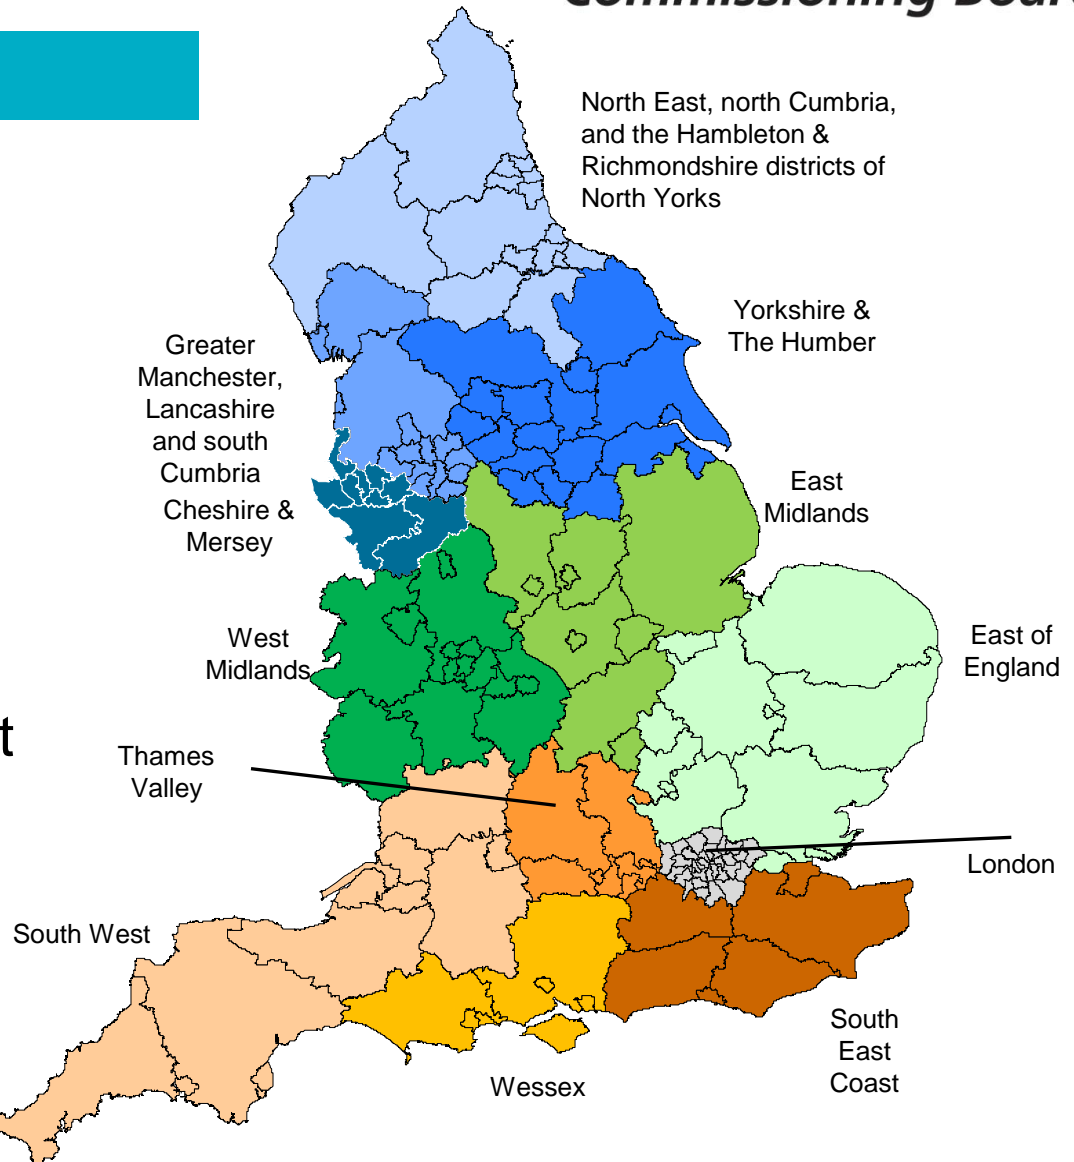 Commissioning Boar
North East, north Cumbria,
and the Hambleton &
Richmondshire districts of
North Yorks
Yorkshire &
The Humber
Greater
Manchester,
Lancashire
and south
Cumbria
Cheshire &
Mersey
East
Midlands
West
Midlands
East of
England
t
Thames
Valley
London
South West
South
East
Coast
Wessex